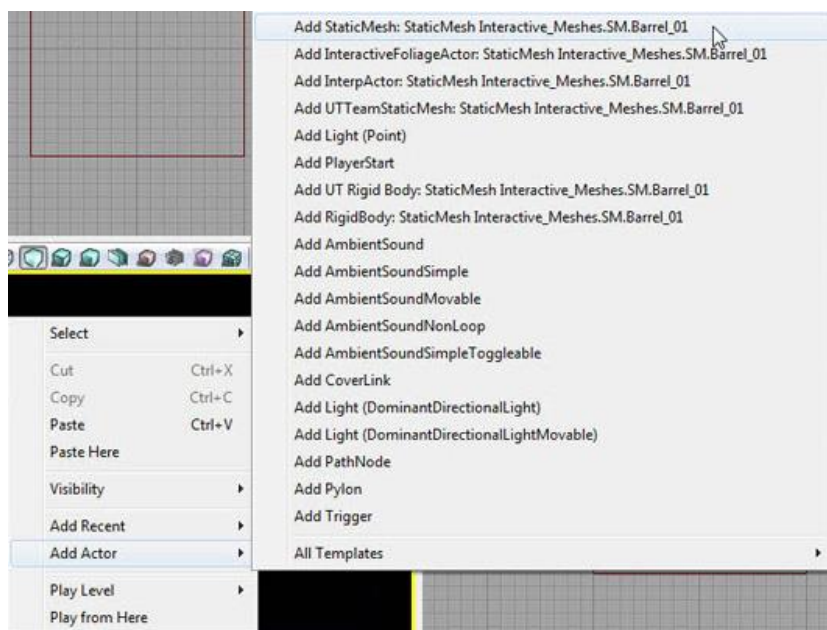 Add StaticMesh: StaticMesh Interactive_Meshes.SM.Barrel_01
Add InteractiveFoliageActor: StaticMesh Interactive_Meshes.SM.Barrel_01
Add InterpActor: StaticMesh Interactive_Meshes.SM.Barrel_01
Add UTTeamStaticMesh: StaticMesh Interactive_Meshes.SM.Barrel_01
Add Light (Point)
Add PlayerStart
Add UT Rigid Body: StaticMesh Interactive_Meshes.SM.Barrel_01
Add RigidBody: StaticMesh Interactive_Meshes.SM.Barrel_01
Add AmbientSound
Add AmbientSoundSimple
Add AmbientSoundMovable
Add AmbientSoundNonLoop
Add AmbientSoundSimpleToggleable
Add CoverLink
Add Light (DominantDirectionalLight)
Add Light (DominantDirectionalLightMovable)
Add PathNode
Add Pylon
Add Trigger
All Templates
Select
Cut Ctrl+X
Copy Ctrl+C
Paste Ctrl+V
Paste Here
Visibility
Add Recent
Add Actor
Play Level
Play from Here